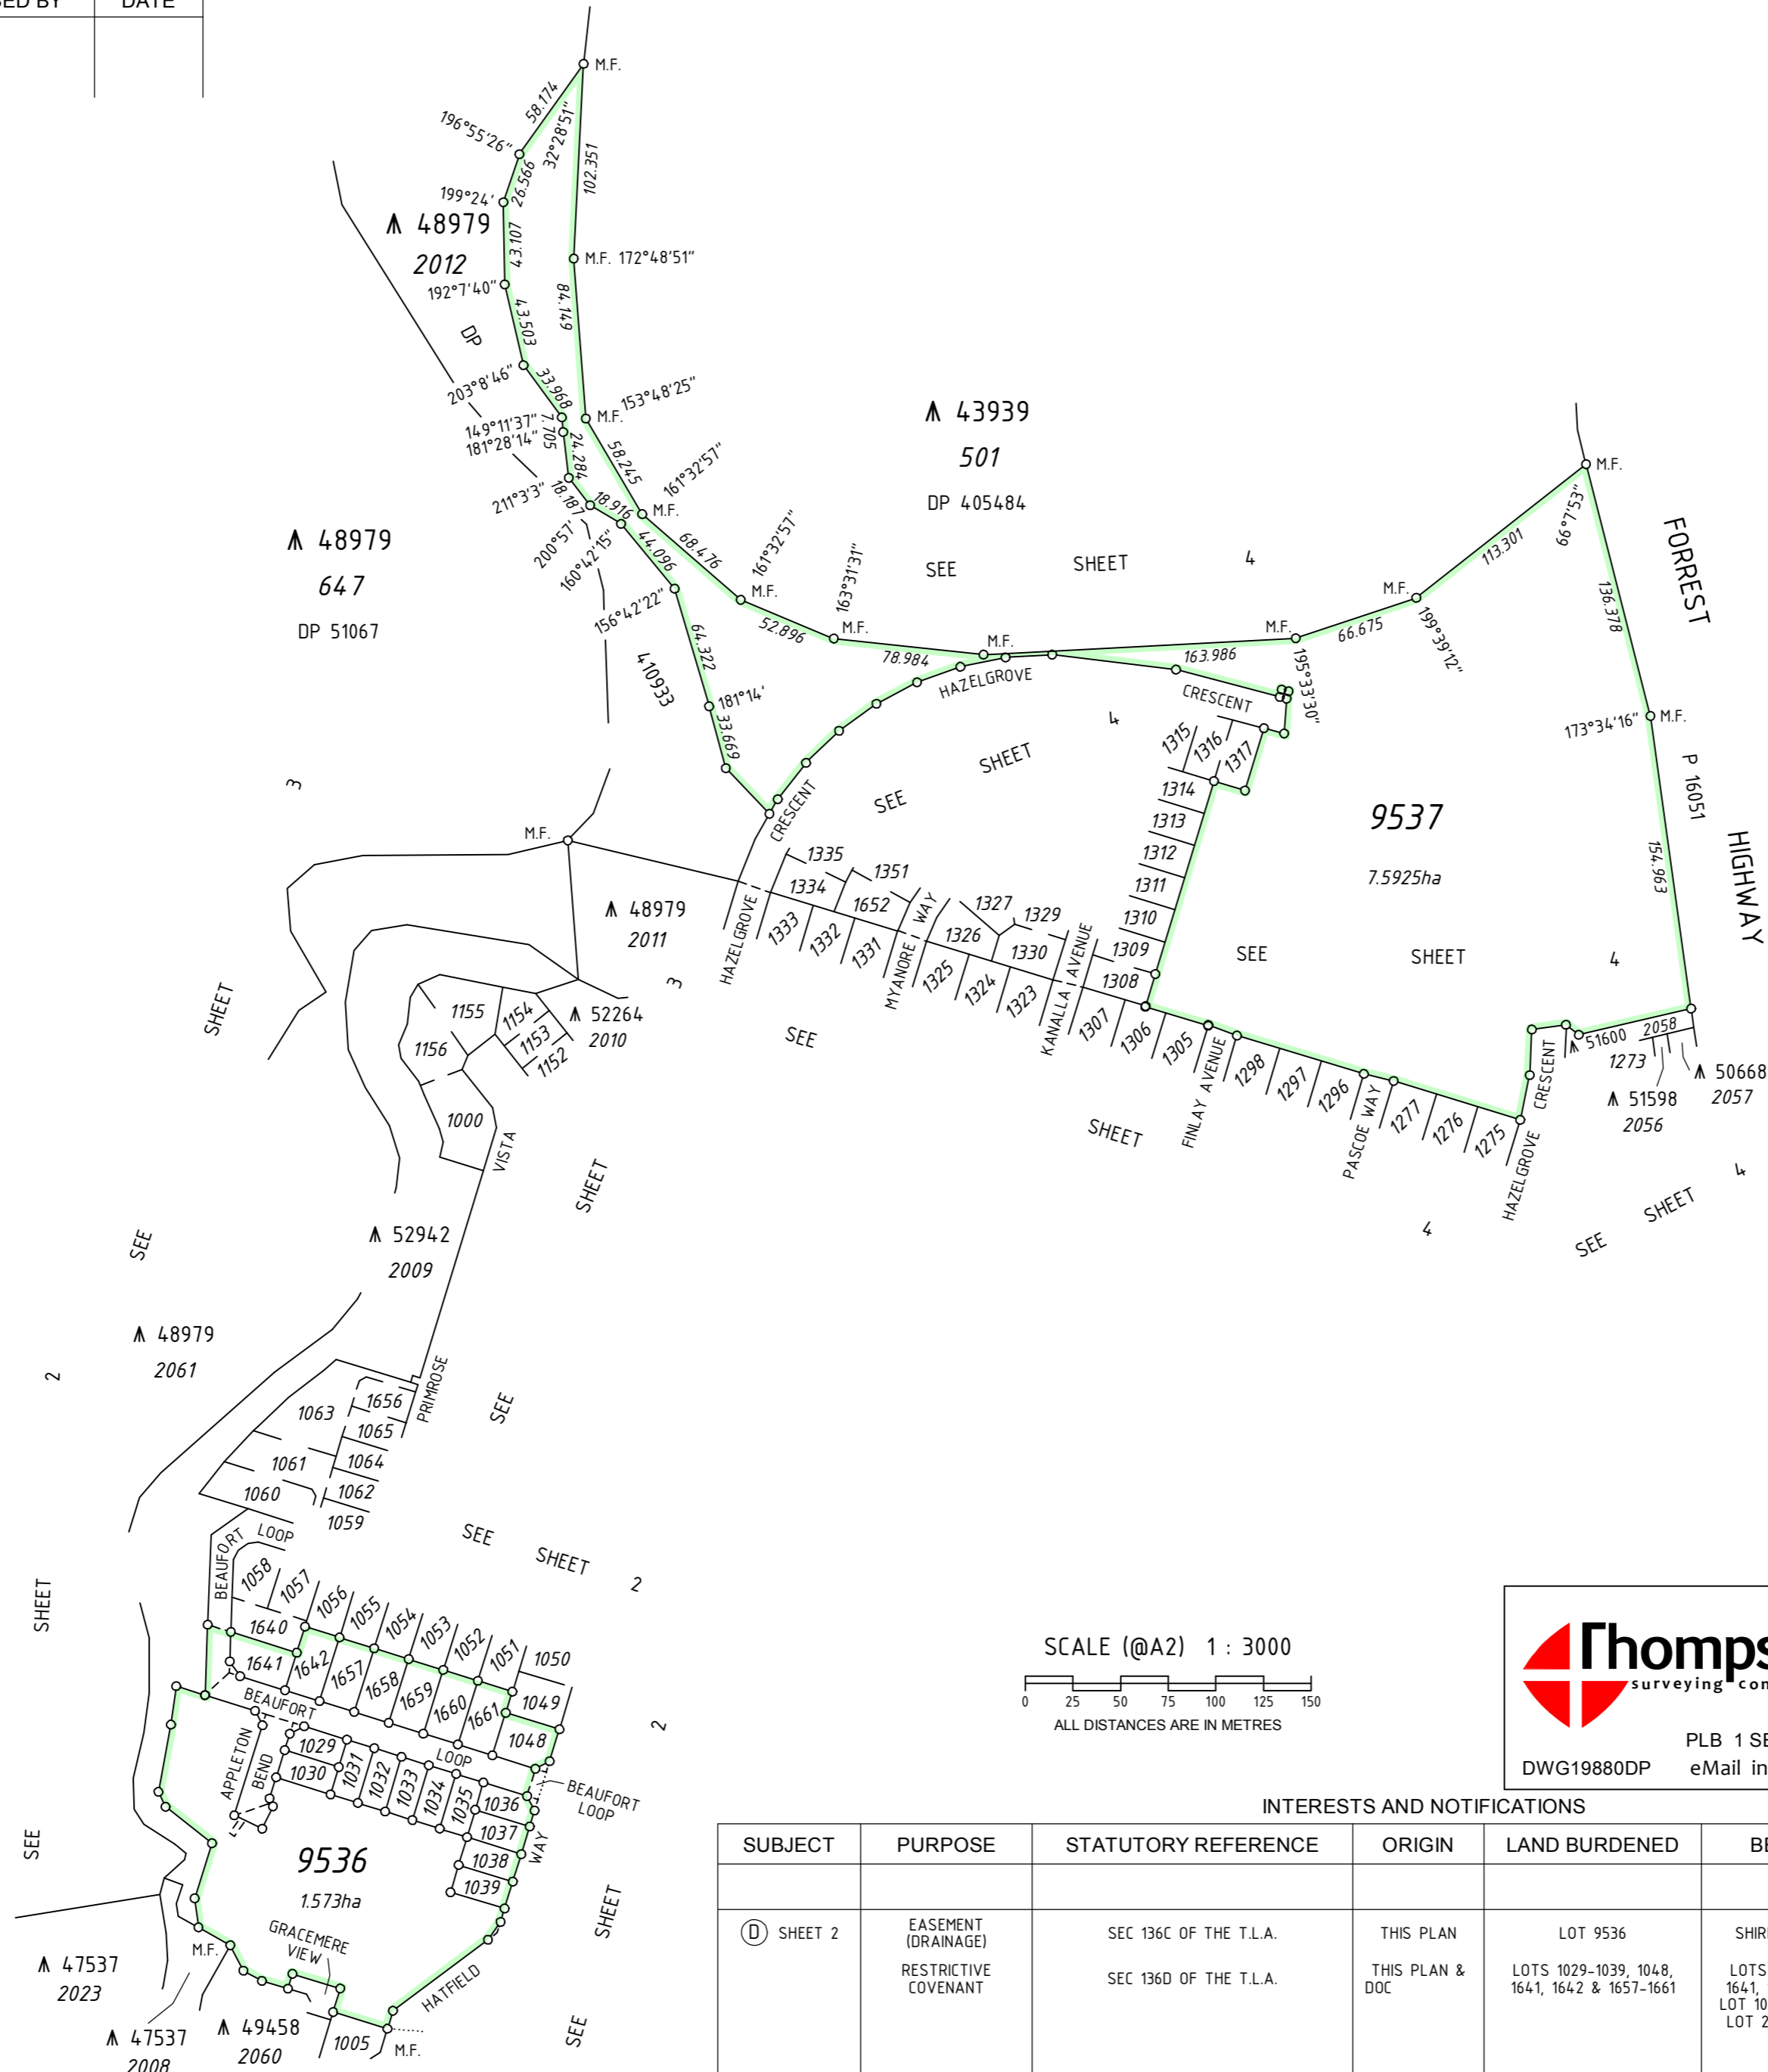 DATE
M.F.
58.174
196°55'26"
32°28'51"
102.351
26.566
199°24'
⩚ 48979
2012
43.107
192°7'40"
M.F. 172°48'51"
84.149
43.503
DP
203°8'46"
33.968
149°11'37"
7.705
181°28'14"
24.284
M.F. 153°48'25"
58.245
211°3'3"
18.187
18.916
200°57'
160°42'15"
44.096
M.F.
161°32'57"
68.476
M.F.
161°32'57"
52.896
M.F.
163°31'31"
78.984
156°42'22"
64.322
410933
181°14'
33.669
⩚ 43939
501
DP 405484
SEE SHEET 4
⩚ 48979
647
DP 51067
M.F.
163.986
M.F.
195°33'30"
66.675
M.F.
199°39'12"
113.301
M.F.
66°7'53"
136.378
FORREST
173°34'16" M.F.
P 16051
154.963
HIGHWAY
HAZELGROVE
CRESCENT
CRESCENT
SEE SHEET 4
1315
1316
1317
1314
1313
1312
1311
1310
1309
1308
9537
7.5925ha
SEE SHEET 4
3
M.F.
⩚ 48979
2011
HAZELGROVE
1335
1334
1351
1652
1333
1332
1331
MYANORE WAY
1327
1329
1326
1330
1325
1324
1323
KANALLA AVENUE
1307
1306
1305
FINLAY AVENUE
1298
1297
1296
PASCOE WAY
1277
1276
1275
HAZELGROVE
CRESCENT
⩚ 51600
2058
1273
⩚ 50668
2057
⩚ 51598
2056
SEE SHEET 4
SEE SHEET 4
SHEET
3
1155
1154
1153
1152
1156
1000
⩚ 52264
2010
VISTA
SHEET
SEE
⩚ 52942
2009
SEE
⩚ 48979
2061
2
PRIMROSE
1063
1656
1065
1064
1061
1062
1060
1059
SEE SHEET 2
SHEET
BEAUFORT LOOP
1058
1057
1056
1055
1054
1053
1052
1051
1050
1640
1641
1642
1657
1658
1659
1660
1661
1049
1048
2
BEAUFORT
LOOP
APPLETON
BEND
1029
1030
1031
1032
1033
1034
1035
1036
1037
1038
1039
BEAUFORT
LOOP
WAY
SEE
9536
1.573ha
GRACEMERE
VIEW
M.F.
HATFIELD
SHEET
SEE
⩚ 47537
2023
⩚ 47537
2008
⩚ 49458
2060
1005
M.F.
SCALE (@A2) 1 : 3000
0 25 50 75 100 125 150
ALL DISTANCES ARE IN METRES
surveying
PLB 1
DWG19880DP eMail
INTERESTS AND NOTIFICATIONS
SUBJECT PURPOSE STATUTORY REFERENCE ORIGIN LAND BURDENED
Ⓓ SHEET 2 EASEMENT (DRAINAGE) SEC 136C OF THE T.L.A. THIS PLAN LOT 9536
RESTRICTIVE COVENANT SEC 136D OF THE T.L.A. THIS PLAN & DOC LOTS 1029-1039, 1048, 1641, 1642 & 1657-1661